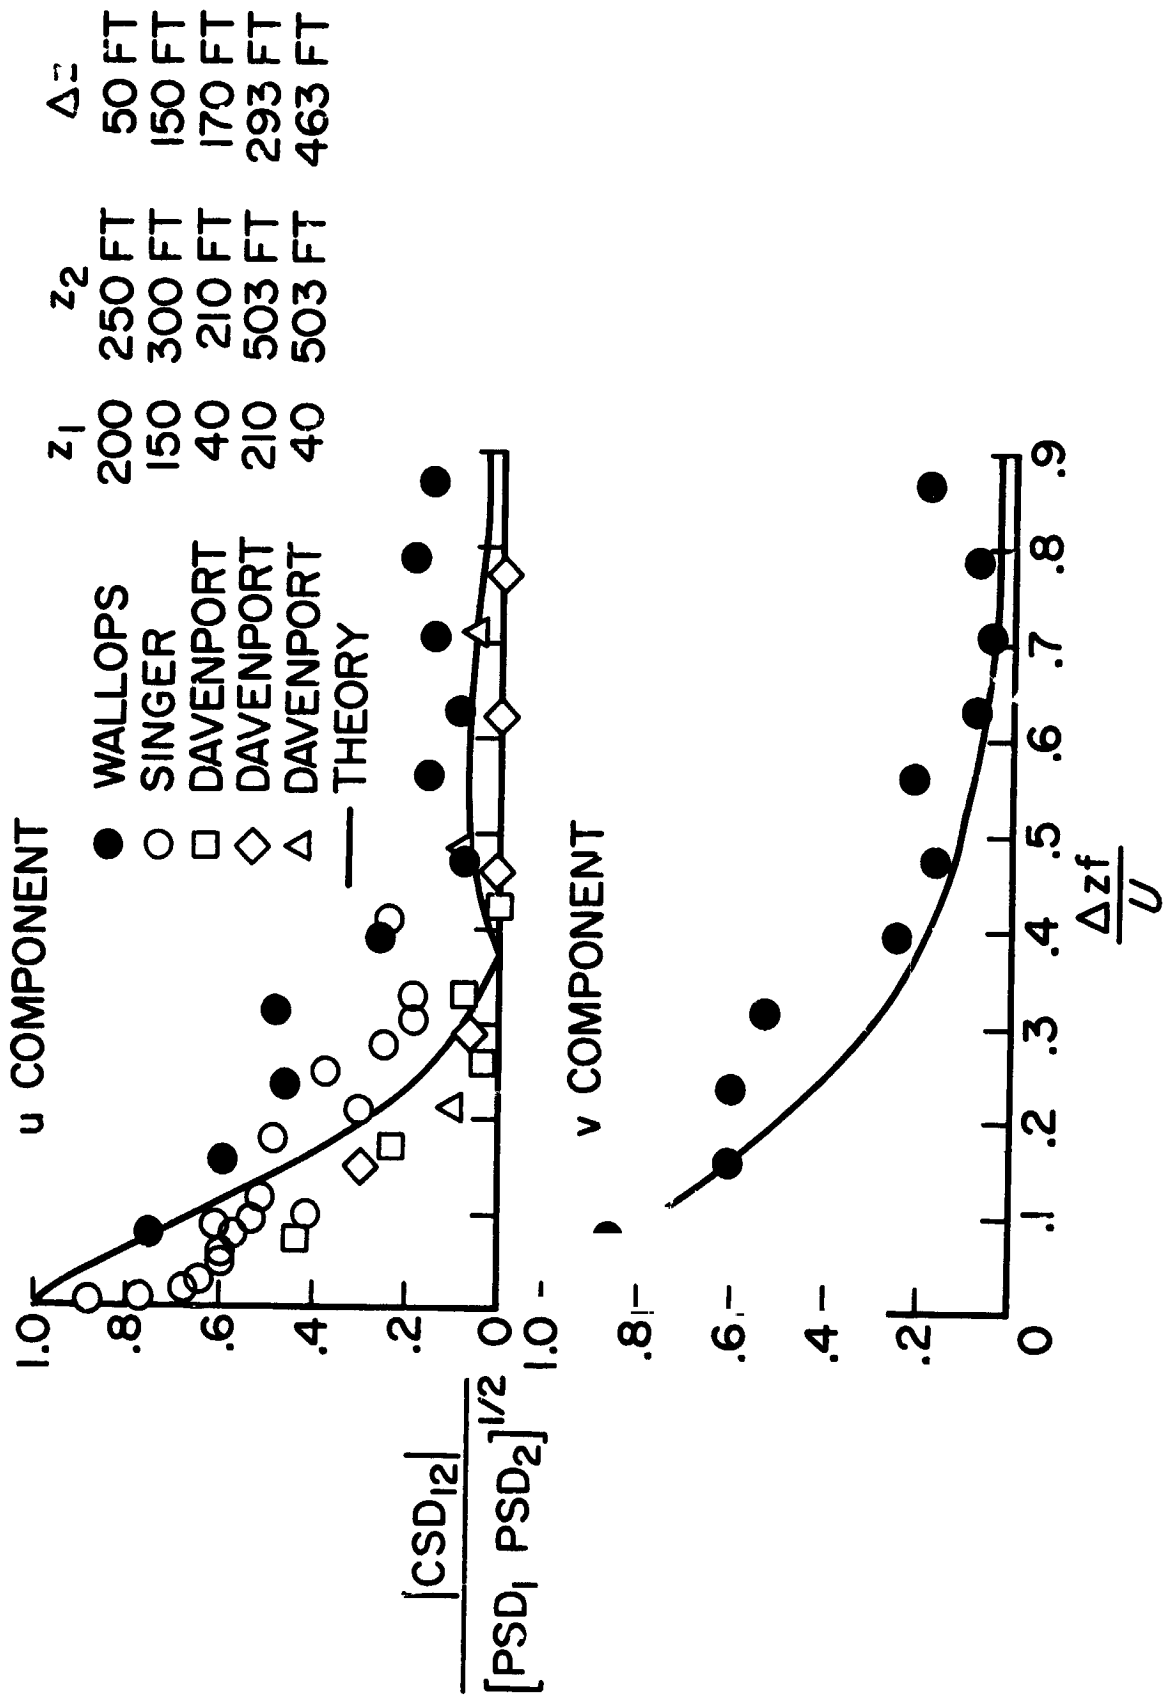 u COMPONENT
z1 z2 Δz
WALLOPS 200 250 FT 50 FT
SINGER 150 300 FT 150 FT
DAVENPORT 40 210 FT 170 FT
DAVENPORT 210 503 FT 293 FT
DAVENPORT 40 503 FT 463 FT
THEORY
1.0
.8
.6
.4
.2
0
|CSD12|
[PSD1 PSD2]1/2
v COMPONENT
1.0
.8
.6
.4
.2
0
.1 .2 .3 .4 .5 .6 .7 .8 .9
Δzf
U